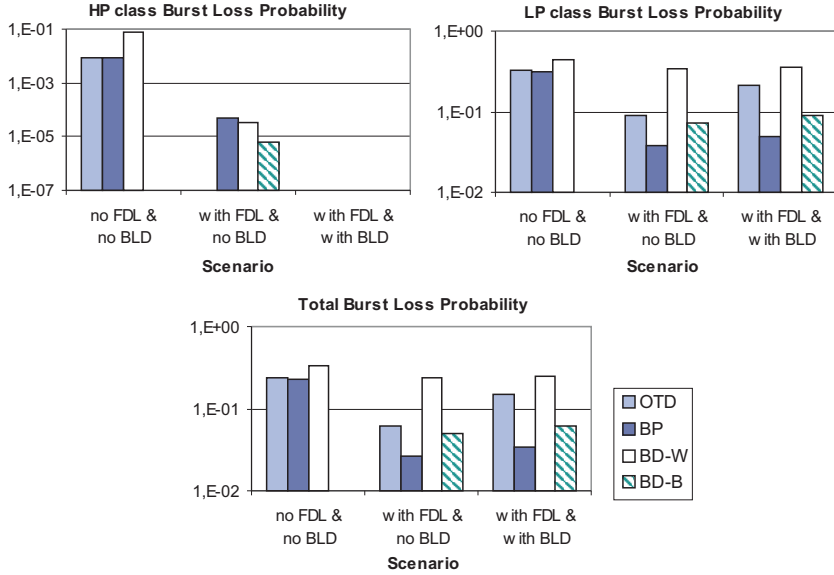 HP class Burst Loss Probability
1,E-01
1,E-03
1,E-05
1,E-07
no FDL & no BLD
with FDL & no BLD
with FDL & with BLD
Scenario
LP class Burst Loss Probability
1,E+00
1,E-01
1,E-02
no FDL & no BLD
with FDL & no BLD
with FDL & with BLD
Scenario
Total Burst Loss Probability
1,E+00
1,E-01
1,E-02
no FDL & no BLD
with FDL & no BLD
with FDL & with BLD
Scenario
OTD
BP
BD-W
BD-B